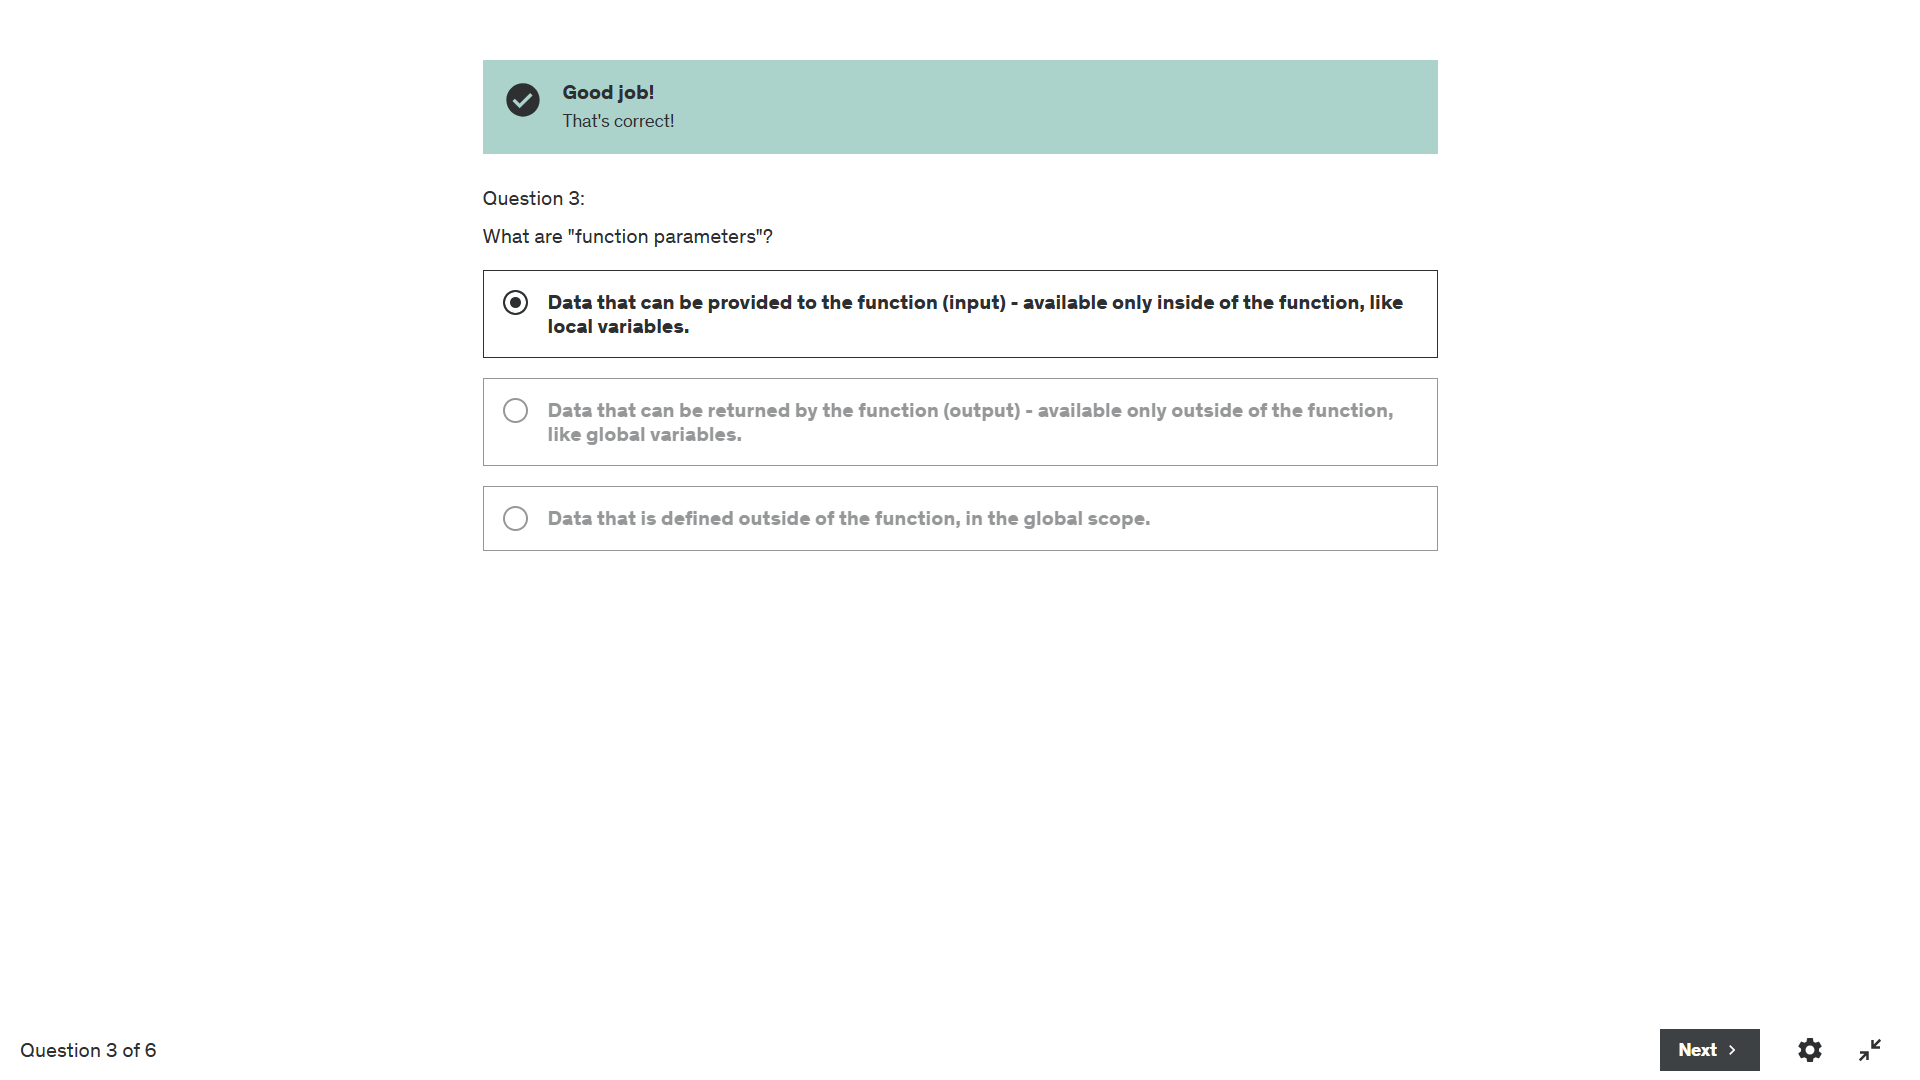 Good job!
That's correct!
Question 3:
What are "function parameters"?
Data that can be provided to the function (input) - available only inside of the function, like
local variables.
Data that can be returned by the function (output) - available only outside of the function,
like global variables.
Data that is defined outside of the function, in the global scope.
Question 3 of 6
Next